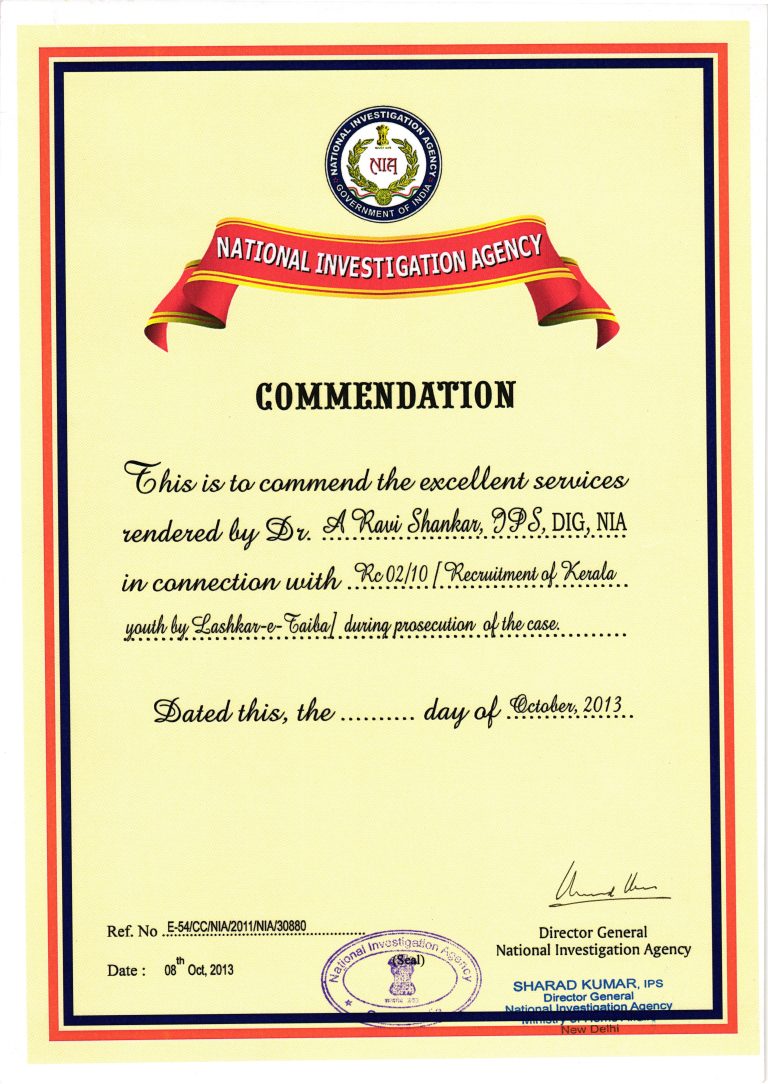 NATIONAL INVESTIGATION AGENCY
NIA
GOVERNMENT OF INDIA
NATIONAL INVESTIGATION AGENCY
COMMENDATION
This is to commend the excellent services
rendered by Dr. A Ravi Shankar, IPS, DIG, NIA
in connection with Rc 02/10 [ Recruitment of Kerala
youth by Lashkar-e-Taiba] during prosecution of the case.
Dated this, the .......... day of October, 2013
Ref. No E-54/CC/NIA/2011/NIA/30880
Date : 08th Oct, 2013
National Investigation Agency
(Seal)
Director General
National Investigation Agency
SHARAD KUMAR, IPS
Director General
National Investigation Agency
Ministry of Home Affairs
New Delhi